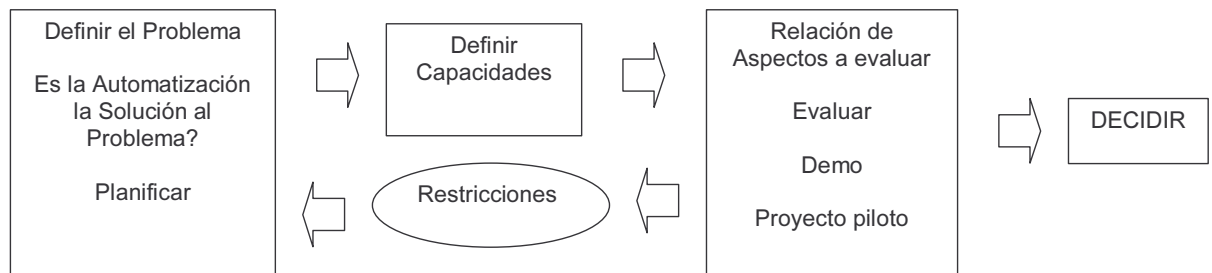 Definir el Problema
Es la Automatización
la Solución al
Problema?
Planificar
Definir
Capacidades
Restricciones
Relación de
Aspectos a evaluar
Evaluar
Demo
Proyecto piloto
DECIDIR